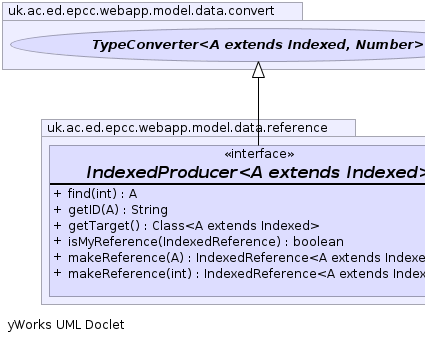 uk.ac.ed.epcc.webapp.model.data.convert
TypeConverter<A extends Indexed, Number>
uk.ac.ed.epcc.webapp.model.data.reference
«interface»
IndexedProducer<A extends Indexed>
+ find(int) : A
+ getID(A) : String
+ getTarget() : Class<A extends Indexed>
+ isMyReference(IndexedReference) : boolean
+ makeReference(A) : IndexedReference<A extends Indexe
+ makeReference(int) : IndexedReference<A extends Inde
yWorks UML Doclet